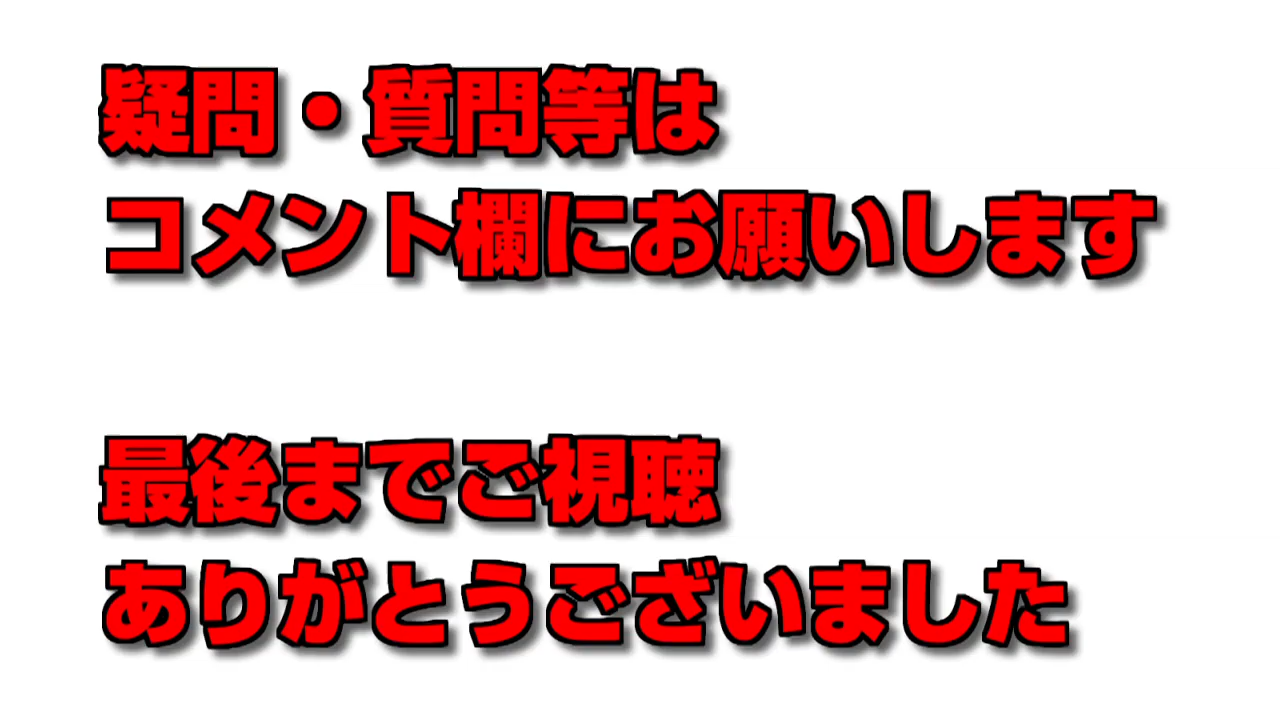 疑問・質問等は
コメント欄にお願いします
最後までご視聴
ありがとうございました